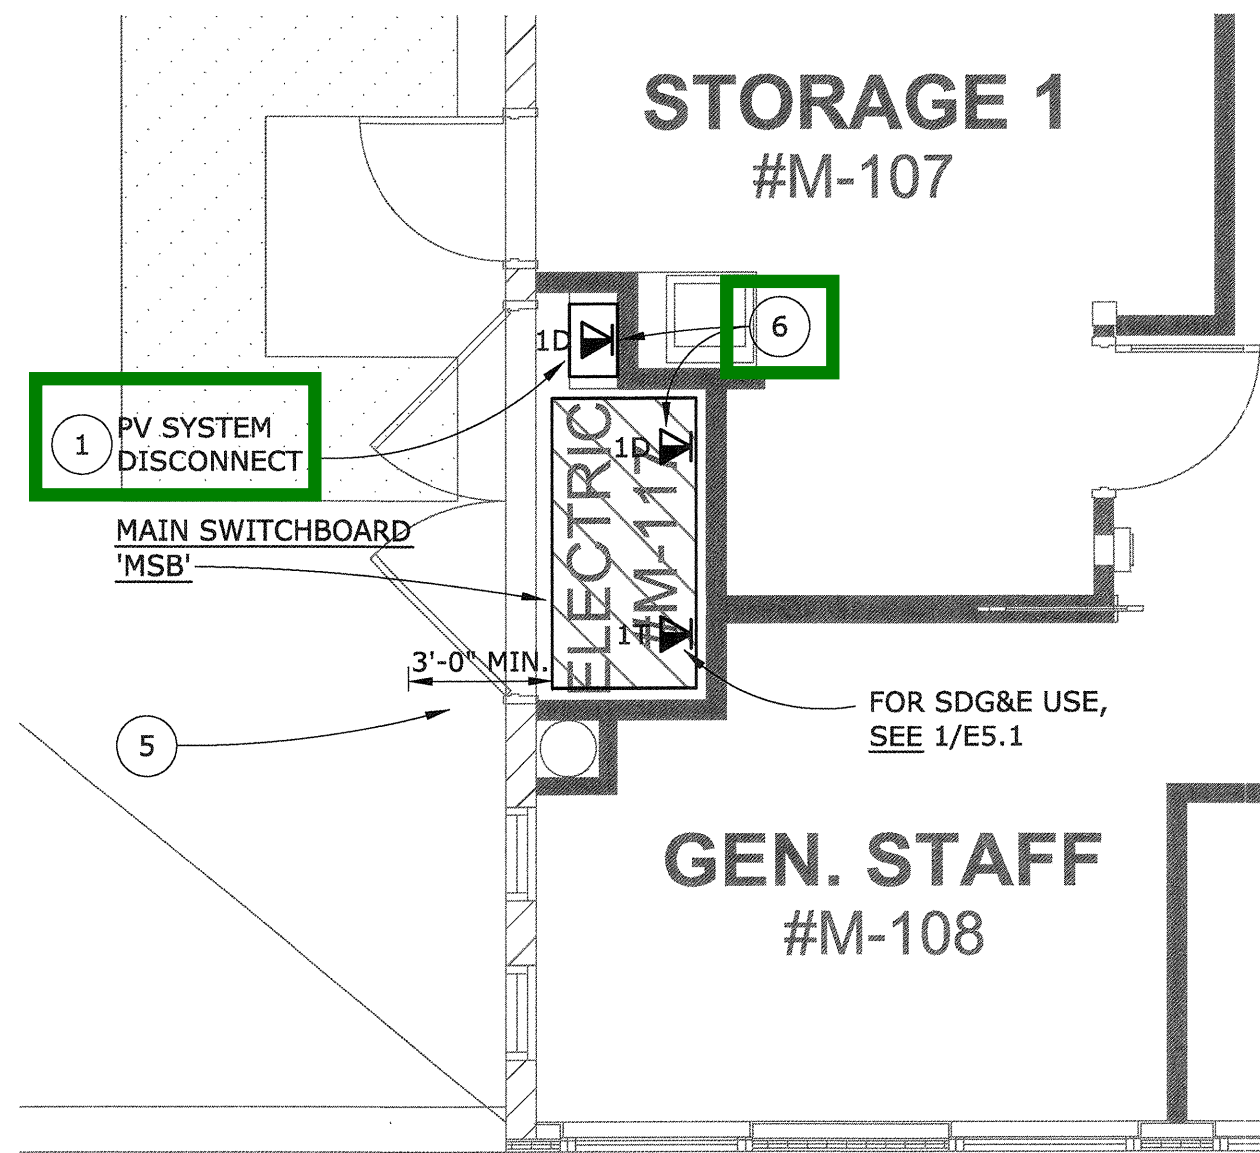 STORAGE 1
#M-107
1D
6
1 PV SYSTEM
DISCONNECT
1D
ELECTRIC
#M-117
MAIN SWITCHBOARD
'MSB'
1T
3'-0" MIN.
FOR SDG&E USE,
SEE 1/E5.1
5
GEN. STAFF
#M-108